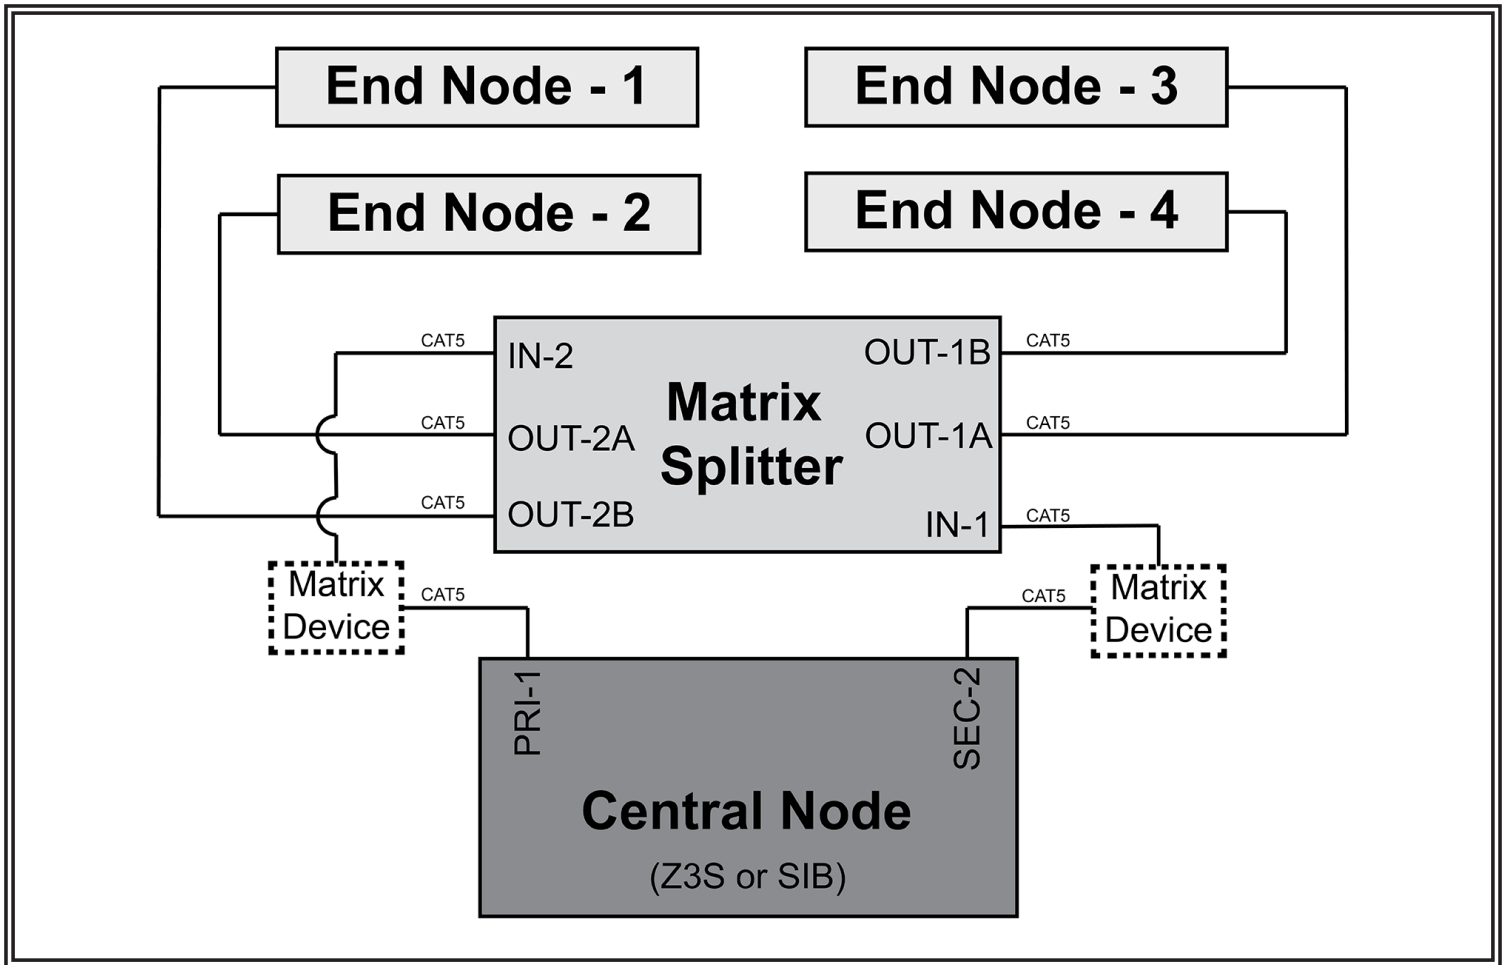 End Node - 1
End Node - 3
End Node - 2
End Node - 4
CAT5
IN-2
OUT-1B
CAT5
Matrix
Splitter
CAT5
OUT-2A
OUT-1A
CAT5
CAT5
OUT-2B
IN-1
CAT5
Matrix
Device
CAT5
CAT5
Matrix
Device
PRI-1
SEC-2
Central Node
(Z3S or SIB)